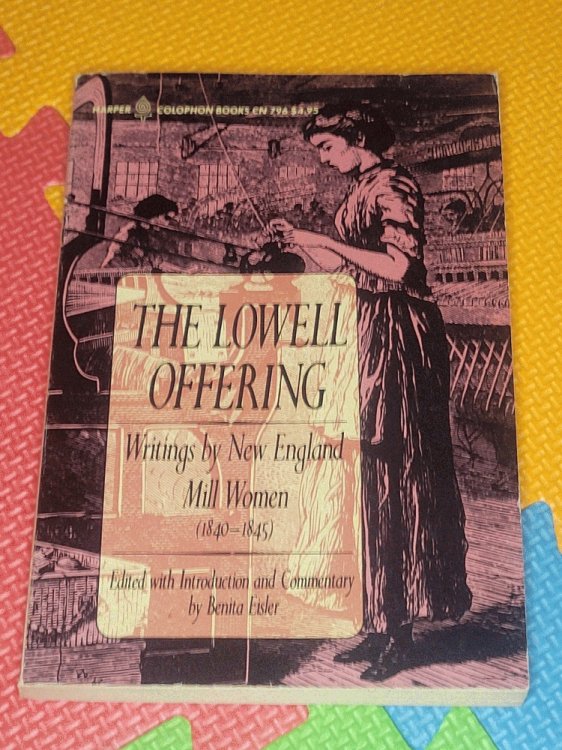 HARPER COLOPHON BOOKS CN 796 $4.95
THE LOWELL
OFFERING
Writings by New England
Mill Women
(1840–1845)
Edited with Introduction and Commentary
by Benita Eisler